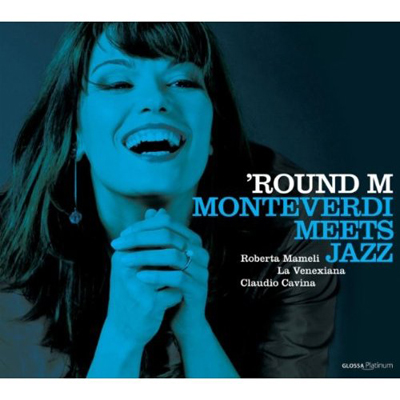 'ROUND M
MONTEVERDI
MEETS
JAZZ
Roberta Mameli
La Venexiana
Claudio Cavina
GLOSSA Platinum